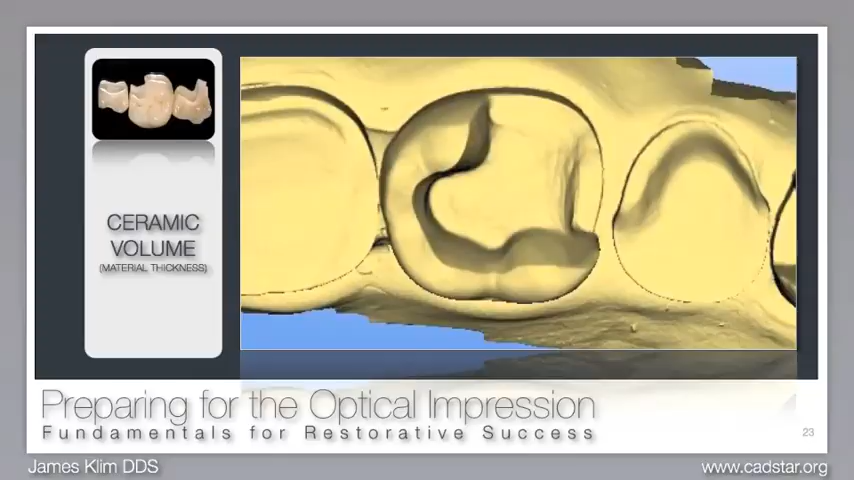 CERAMIC
VOLUME
(MATERIAL THICKNESS)
Preparing for the Optical Impression
Fundamentals for Restorative Success
23
James Klim DDS
www.cadstar.org